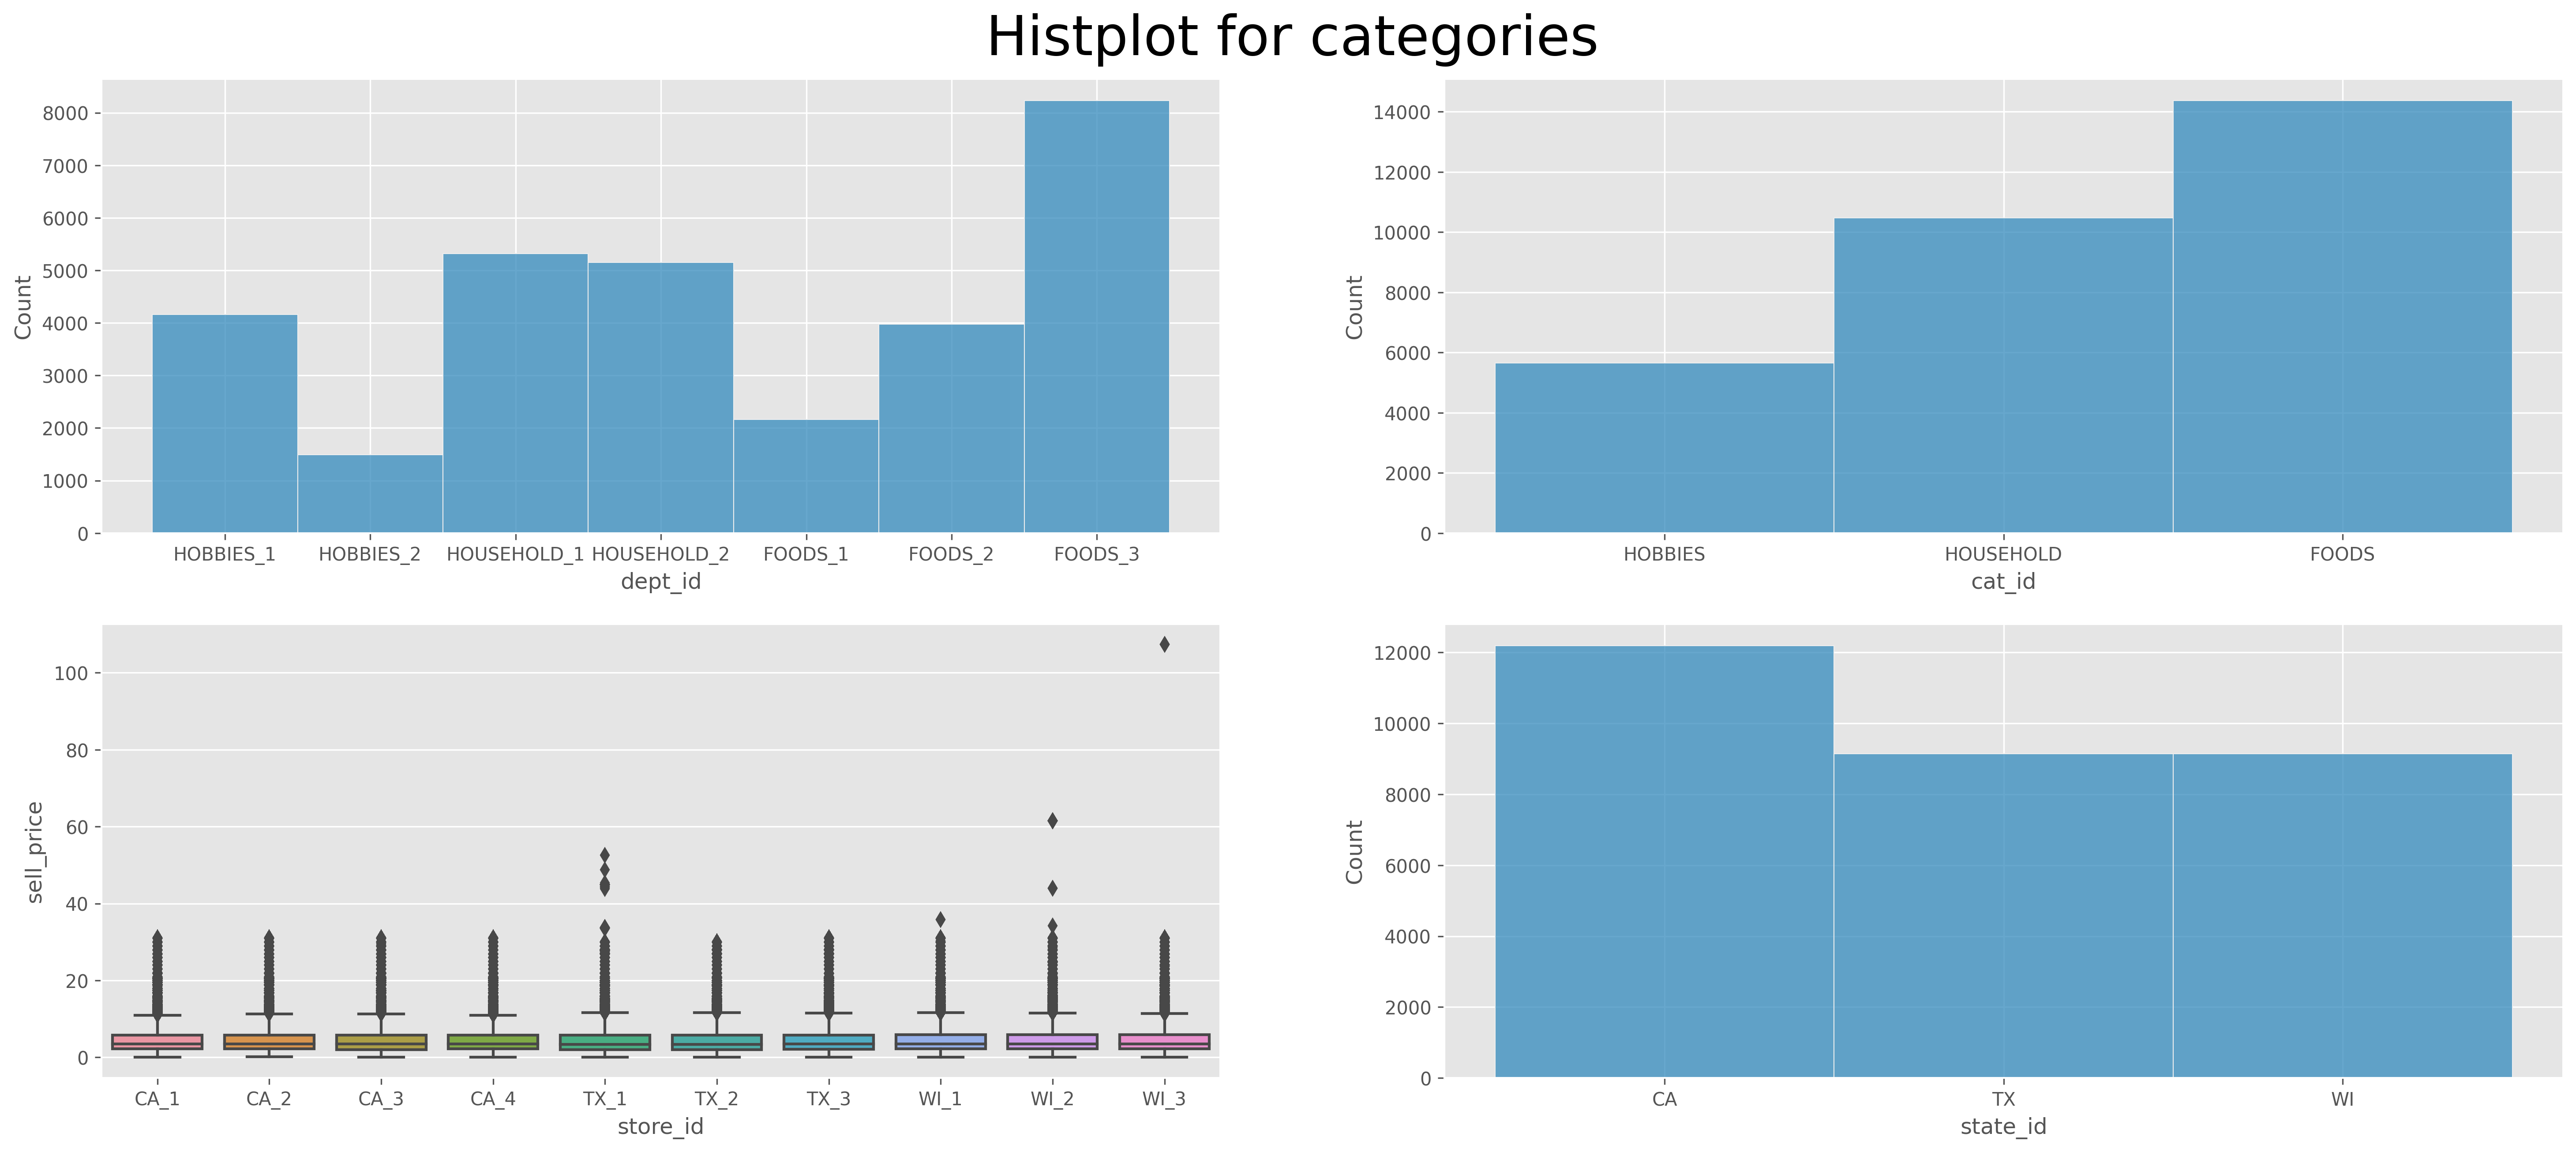 Histplot for categories
8000
7000
6000
5000
4000
3000
2000
1000
0
Count
HOBBIES_1 HOBBIES_2 HOUSEHOLD_1 HOUSEHOLD_2 FOODS_1 FOODS_2 FOODS_3
dept_id
14000
12000
10000
8000
6000
4000
2000
0
Count
HOBBIES HOUSEHOLD FOODS
cat_id
100
80
60
40
20
0
sell_price
CA_1 CA_2 CA_3 CA_4 TX_1 TX_2 TX_3 WI_1 WI_2 WI_3
store_id
12000
10000
8000
6000
4000
2000
0
Count
CA TX WI
state_id